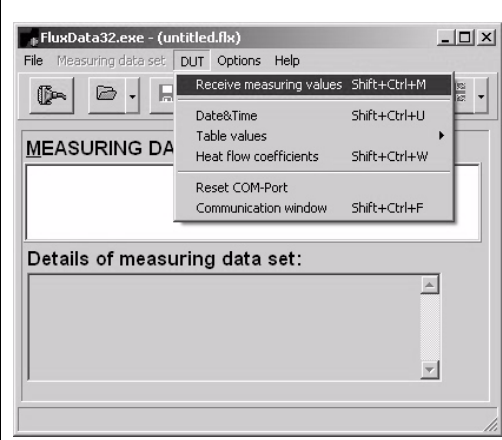 FluxData32.exe - (untitled.flx)
File Measuring data set DUT Options Help
Receive measuring values Shift+Ctrl+M
Date&Time Shift+Ctrl+U
Table values
Heat flow coefficients Shift+Ctrl+W
Reset COM-Port
Communication window Shift+Ctrl+F
MEASURING DA
Details of measuring data set: